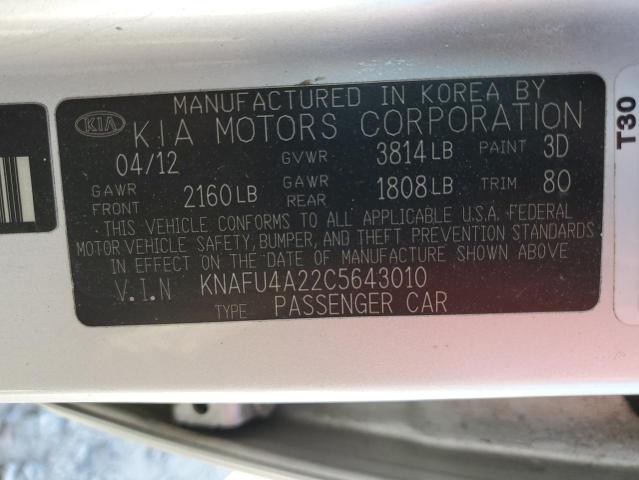 MANUFACTURED IN KOREA BY
KIA KIA MOTORS CORPORATION
04/12 GVWR 3814 LB PAINT 3D
GAWR FRONT 2160 LB GAWR REAR 1808 LB TRIM 80
THIS VEHICLE CONFORMS TO ALL APPLICABLE U.S.A. FEDERAL
MOTOR VEHICLE SAFETY, BUMPER, AND THEFT PREVENTION STANDARDS
IN EFFECT ON THE DATE OF MANUFACTURE SHOWN ABOVE
V.I.N KNAFU4A22C5643010
TYPE PASSENGER CAR
T30